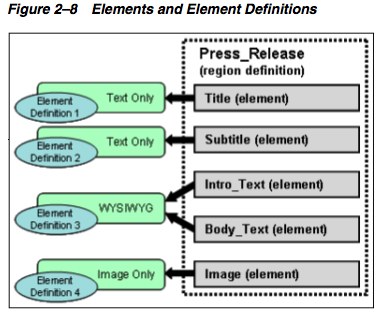 Figure 2–8 Elements and Element Definitions
Press_Release
(region definition)
Element
Definition 1
Text Only
Title (element)
Element
Definition 2
Text Only
Subtitle (element)
Intro_Text (element)
Element
Definition 3
WYSIWYG
Body_Text (element)
Element
Definition 4
Image Only
Image (element)